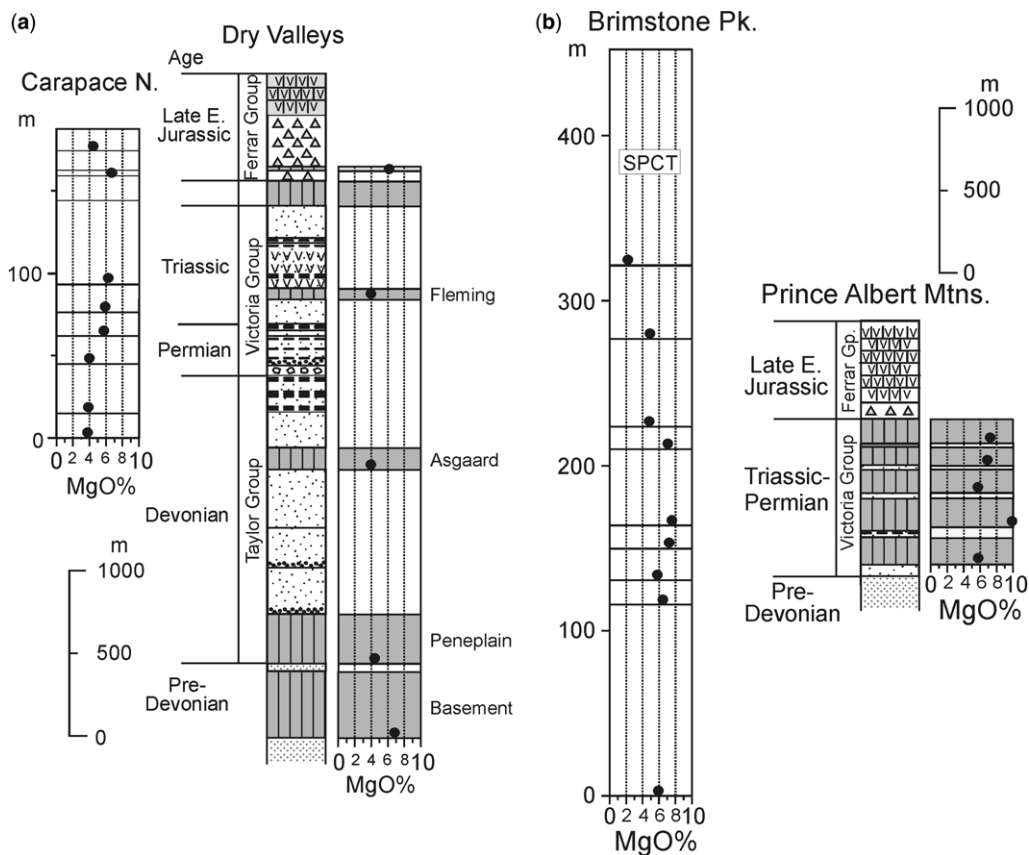 (a)
Dry Valleys
Age
Carapace N.
m
100
0
0 2 4 6 10
MgO%
Late E.
Jurassic
Triassic
Permian
Devonian
Pre-
Devonian
Ferrar Group
Victoria Group
Taylor Group
Fleming
Asgaard
Peneplain
Basement
0 2 4 6 8 10
MgO%
m
1000
500
0
(b)
Brimstone Pk.
m
400
SPCT
300
200
100
0
0 2 4 6 8 10
MgO%
m
1000
500
0
Prince Albert Mtns.
Late E.
Jurassic
Triassic-
Permian
Pre-
Devonian
Ferrar Gp.
Victoria Group
0 2 4 6 8 10
MgO%